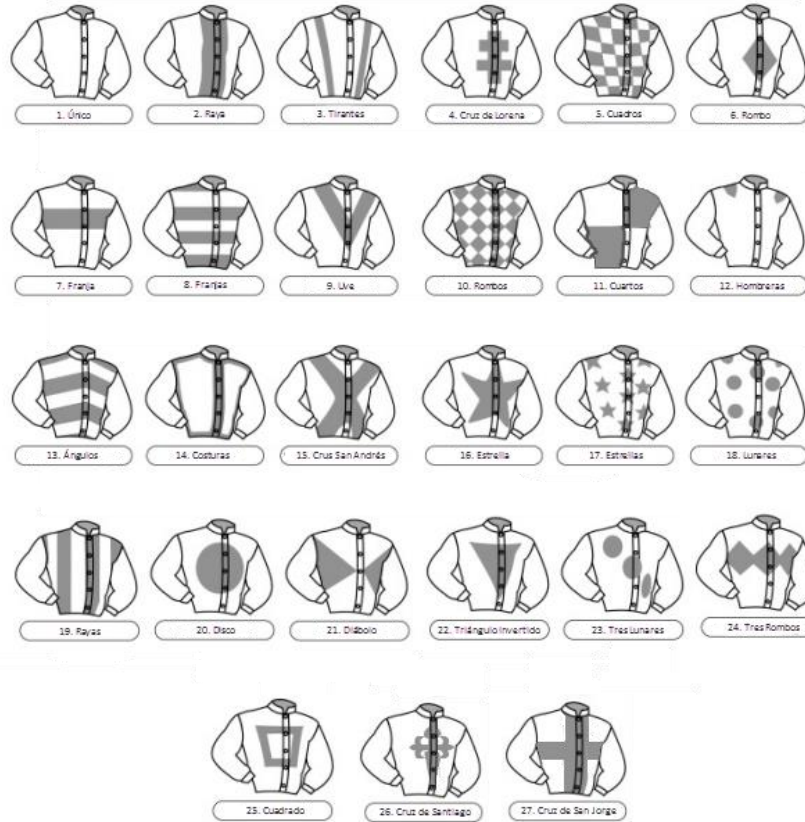 1. Único
2. Raya
3. Tirantes
4. Cruz de Lorena
5. Cuadros
6. Rombo
7. Franja
8. Franjas
9. Uve
10. Rombos
11. Cuartos
12. Hombreras
13. Ángulos
14. Costuras
15. Crus San Andrés
16. Estrella
17. Estrellas
18. Lunares
19. Rayas
20. Disco
21. Diábolo
22. Triángulo Invertido
23. Tres Lunares
24. Tres Rombos
25. Cuadrado
26. Cruz de Santiago
27. Cruz de San Jorge